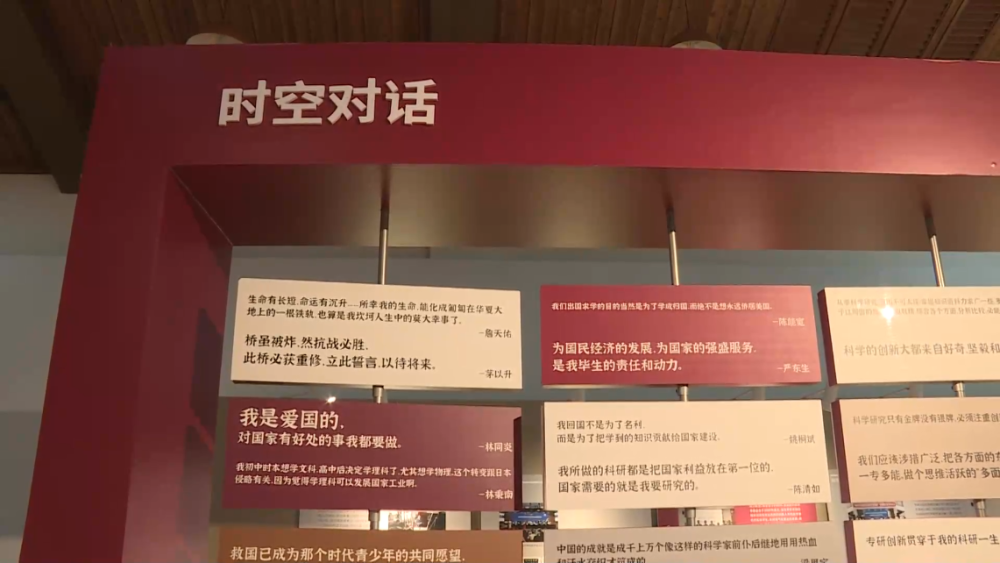 时空对话
生命有长短,命运有沉升……所幸我的生命,能化成匍匐在华夏大
地上的一根铁轨,也算是我坎坷人生中的莫大幸事了。
–詹天佑
桥虽被炸,然抗战必胜.
此桥必获重修,立此誓言,以待将来。
–茅以升
我们出国求学的目的当然是为了学成归国,而绝不是想永远侨居美国.
为国民经济的发展,为国家的强盛服务.
是我毕生的责任和动力。
–严东生
科学的创新大都来自好奇,坚毅和
我是爱国的,
对国家有好处的事我都要做。
–林同炎
我初中时本想学文科,高中后决定学理科了,尤其想学物理,这个转变跟日本
侵略有关,因为觉得学理科可以发展国家工业啊.
我回国不是为了名利,
而是为了把学到的知识贡献给国家建设.
–姚桐斌
我所做的科研都是把国家利益放在第一位的.
国家需要的就是我要研究的。
–陈清如
科学研究只有金牌没有银牌,必须注重创
我们应浅涉猎广泛,把各方面的
一专多能,做个思维活跃的"多面
救国已成为那个时代青少年的共同愿望.
中国的成就是成千上万个像这样的科学家前仆后继地用用热血
专研创新贯穿于我的科研一生